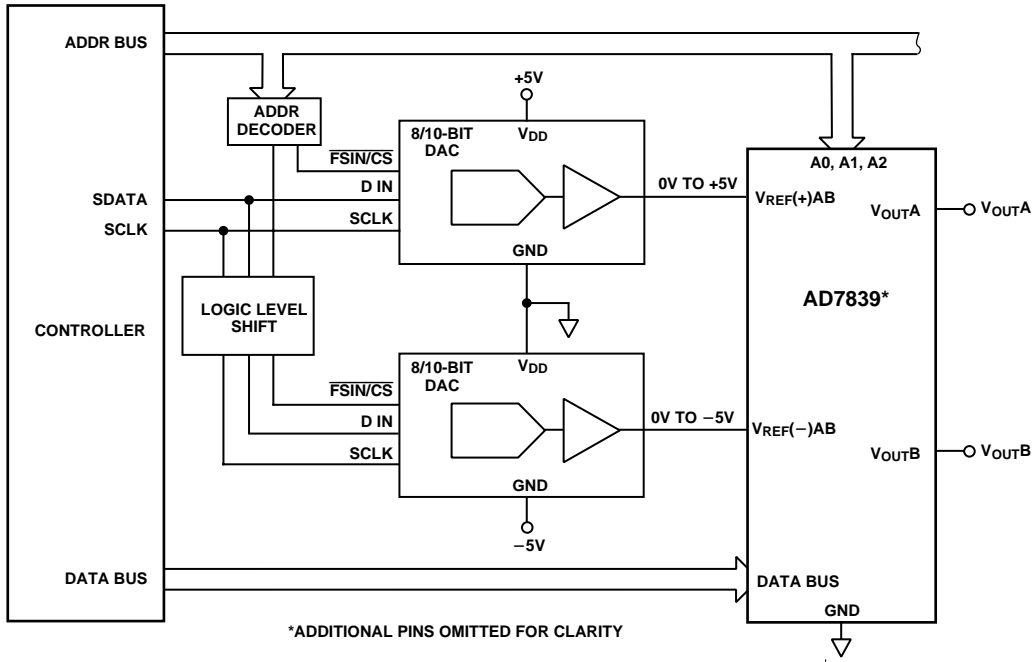 ADDR BUS
+5V
ADDR
DECODER
8/10-BIT
DAC
VDD
FSIN/CS
A0, A1, A2
D IN
0V TO +5V
VREF(+)AB
SDATA
VOUTA
VOUTA
SCLK
SCLK
GND
LOGIC LEVEL
SHIFT
AD7839*
CONTROLLER
8/10-BIT
DAC
VDD
FSIN/CS
D IN
0V TO −5V
VREF(−)AB
SCLK
VOUTB
VOUTB
GND
−5V
DATA BUS
DATA BUS
GND
*ADDITIONAL PINS OMITTED FOR CLARITY